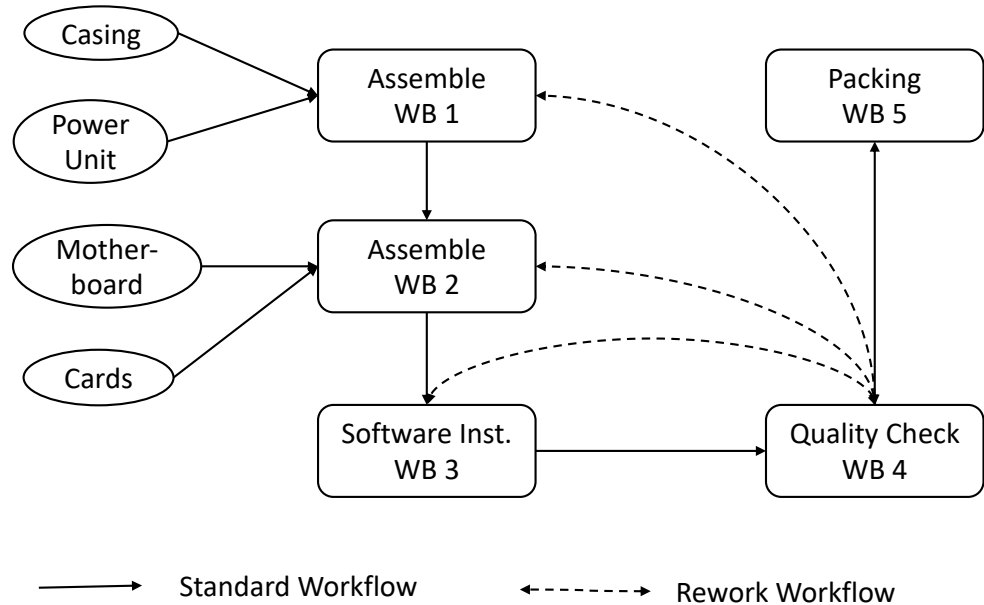 Casing
Power
Unit
Mother-
board
Cards
Assemble
WB 1
Assemble
WB 2
Software Inst.
WB 3
Packing
WB 5
Quality Check
WB 4
Standard Workflow
Rework Workflow